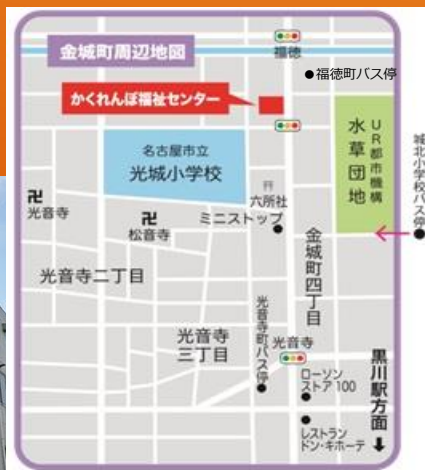 金城町周辺地図
福徳
福徳町バス停
かくれんぼ福祉センター
名古屋市立
光城小学校
UR都市機構
水草団地
城北小学校バス停
卍
光音寺
卍
松音寺
六所社
ミニストップ
金城町四丁目
光音寺二丁目
光音寺
三丁目
光音寺町バス停
光音寺
ローソン
ストア100
レストラン
ドン・キホーテ
黒川駅方面